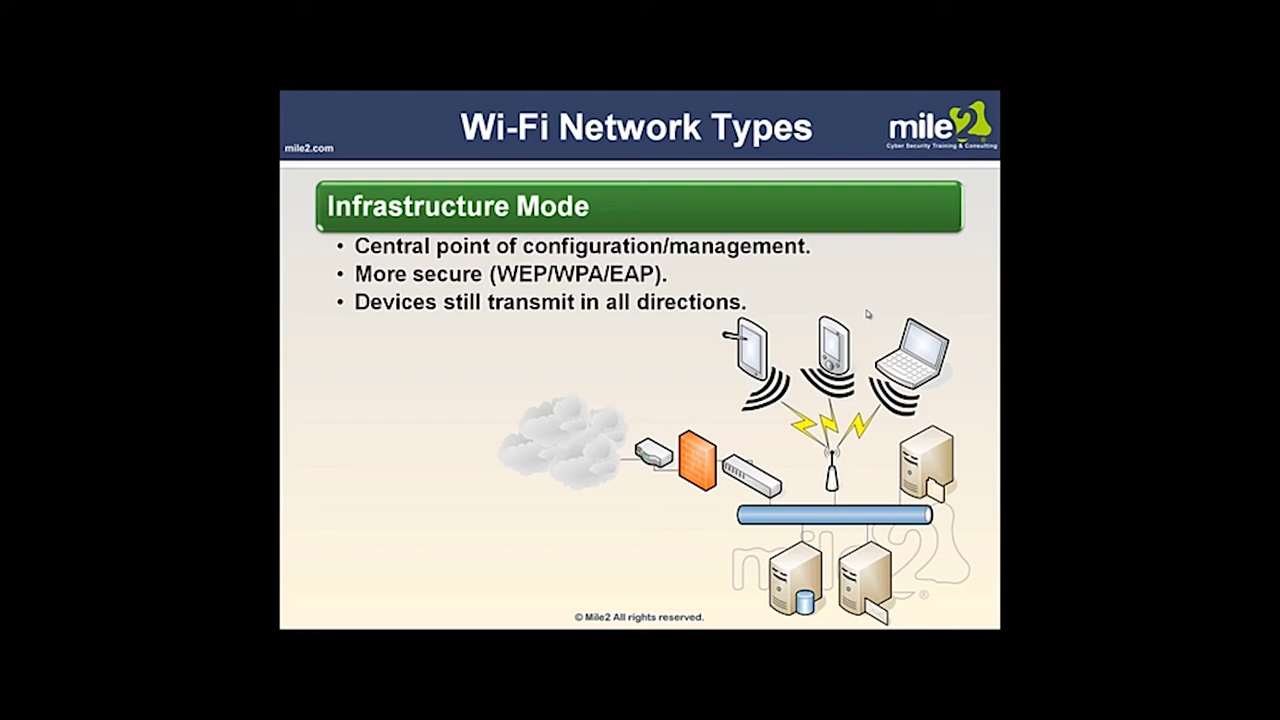 Wi-Fi Network Types
mile2
Cyber Security Training & Consulting
mile2.com
Infrastructure Mode
• Central point of configuration/management.
• More secure (WEP/WPA/EAP).
• Devices still transmit in all directions.
mile2
© Mile2 All rights reserved.